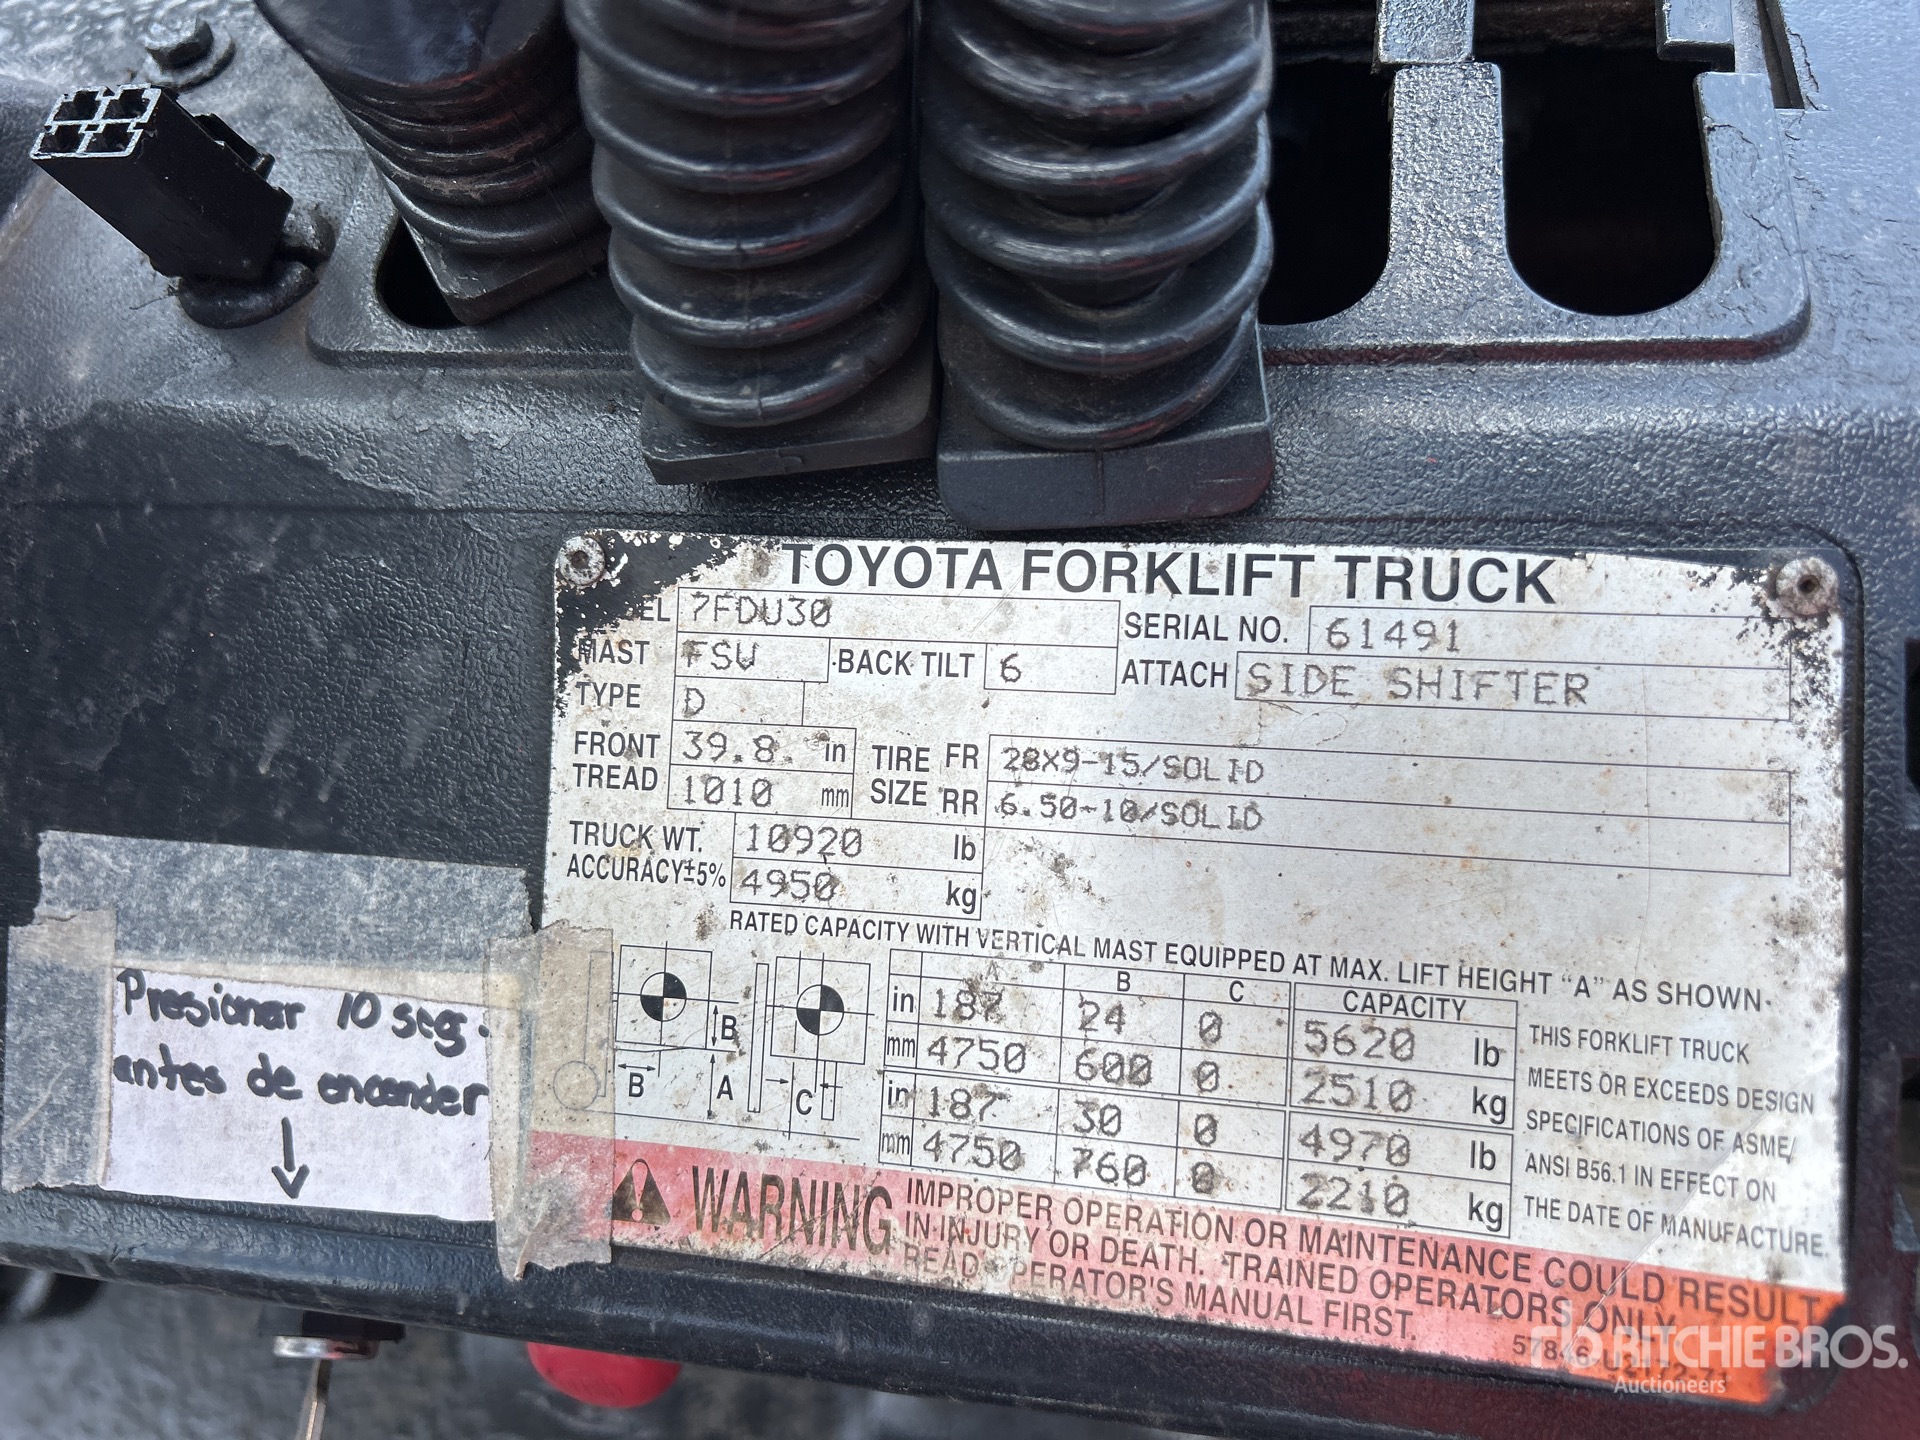 TOYOTA FORKLIFT TRUCK
7FDU30
SERIAL NO. 61491
MAST FSV BACK TILT 6 ATTACH SIDE SHIFTER
TYPE D
FRONT TREAD 39.8 in
1010 mm
TIRE SIZE FR 28X9-15/SOLID
RR 6.50-10/SOLID
TRUCK WT. 10920 lb
ACCURACY±5% 4950 kg
RATED CAPACITY WITH VERTICAL MAST EQUIPPED AT MAX. LIFT HEIGHT "A" AS SHOWN.
A B C CAPACITY
in 187 24 0 5620 lb
mm 4750 600 0 2510 kg
in 187 30 0 4970 lb
mm 4750 760 0 2210 kg
B
B A C
THIS FORKLIFT TRUCK
MEETS OR EXCEEDS DESIGN
SPECIFICATIONS OF ASME/
ANSI B56.1 IN EFFECT ON
THE DATE OF MANUFACTURE.
WARNING
IMPROPER OPERATION OR MAINTENANCE COULD RESULT
IN INJURY OR DEATH. TRAINED OPERATORS ONLY.
READ OPERATOR'S MANUAL FIRST.
Presionar 10 seg.
antes de encender
rb RITCHIE BROS.
Auctioneers